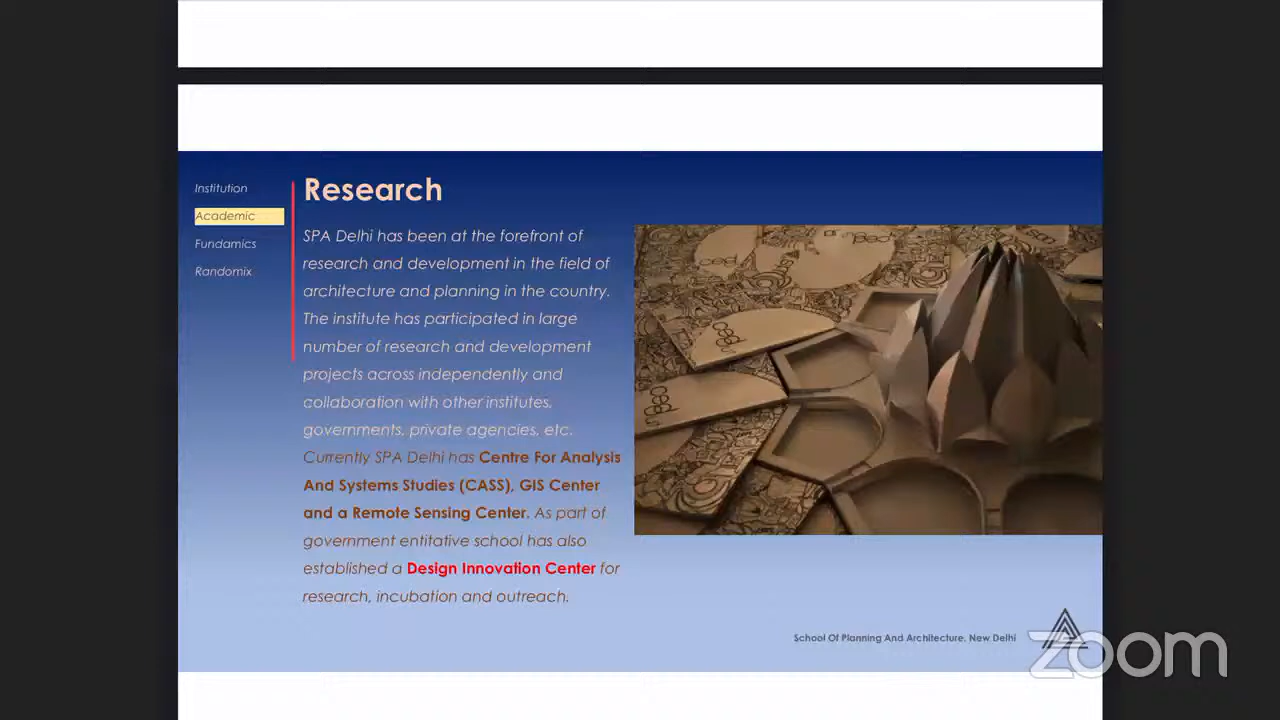 Institution
Academic
Fundamics
Randomix
Research
SPA Delhi has been at the forefront of
research and development in the field of
architecture and planning in the country.
The institute has participated in large
number of research and development
projects across independently and
collaboration with other institutes,
governments, private agencies, etc.
Currently SPA Delhi has Centre For Analysis
And Systems Studies (CASS), GIS Center
and a Remote Sensing Center. As part of
government entitative school has also
established a Design Innovation Center for
research, incubation and outreach.
School Of Planning And Architecture, New Delhi
zoom